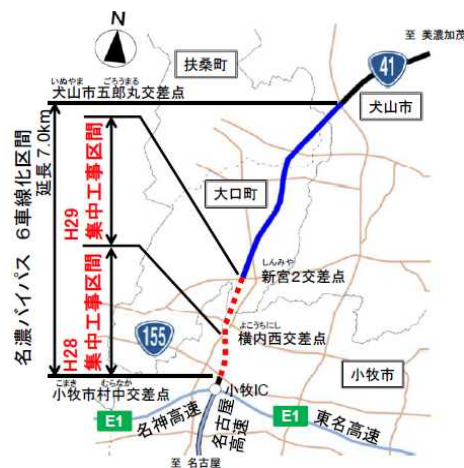 N
至 美濃加茂
41
扶桑町
いぬやま ごろうまる
犬山市五郎丸交差点
犬山市
名濃バイパス 6車線化区間
延長7.0km
H29
集中工事区間
大口町
しんみや
新宮2交差点
H28
集中工事区間
155
よこうちにし
横内西交差点
小牧市
こまき むらなか
小牧市村中交差点
小牧IC
E1
名神高速
名古屋
高速
E1
東名高速
至 名古屋